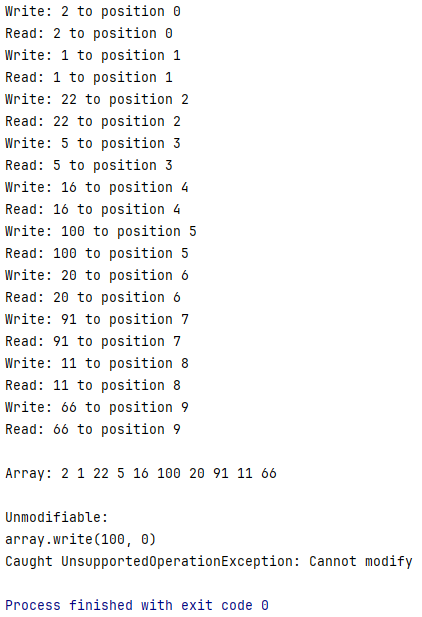 Write: 2 to position 0
Read: 2 to position 0
Write: 1 to position 1
Read: 1 to position 1
Write: 22 to position 2
Read: 22 to position 2
Write: 5 to position 3
Read: 5 to position 3
Write: 16 to position 4
Read: 16 to position 4
Write: 100 to position 5
Read: 100 to position 5
Write: 20 to position 6
Read: 20 to position 6
Write: 91 to position 7
Read: 91 to position 7
Write: 11 to position 8
Read: 11 to position 8
Write: 66 to position 9
Read: 66 to position 9
Array: 2 1 22 5 16 100 20 91 11 66
Unmodifiable:
array.write(100, 0)
Caught UnsupportedOperationException: Cannot modify
Process finished with exit code 0